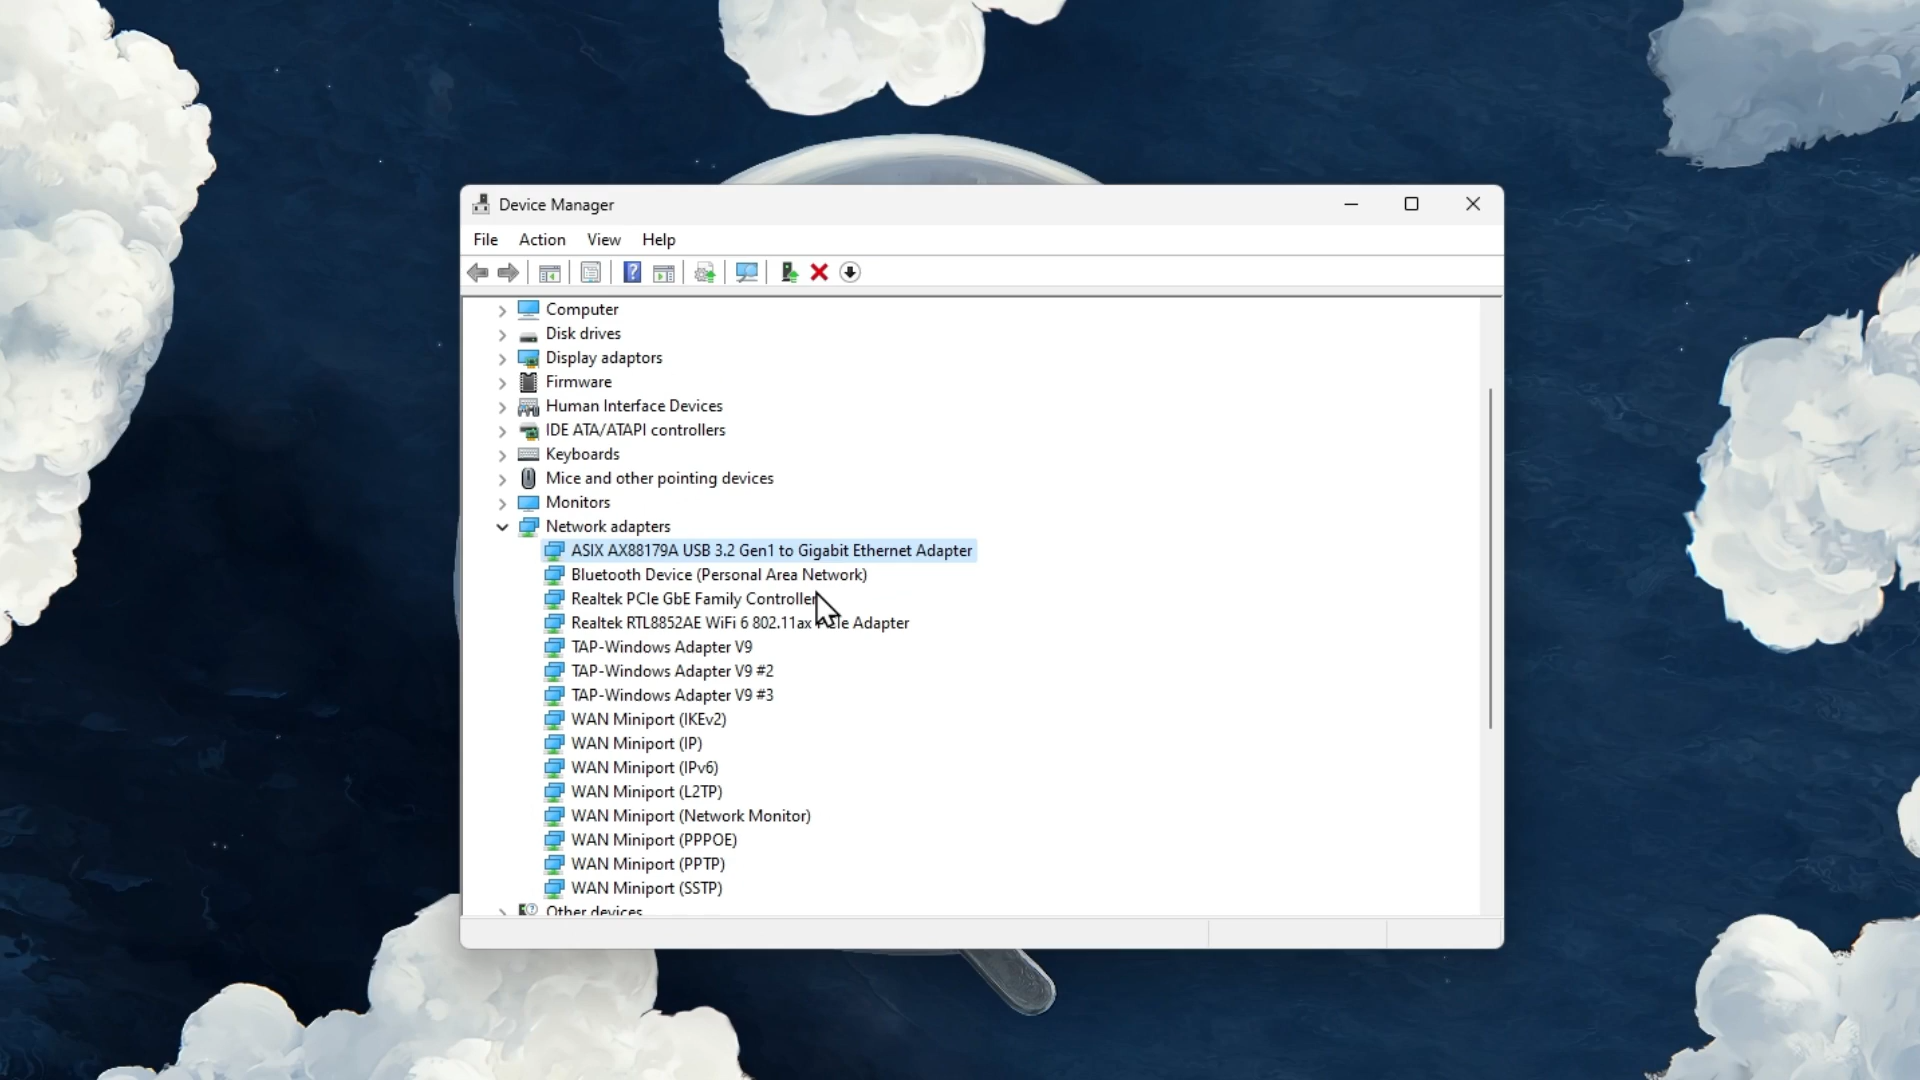 Device Manager
File Action View Help
Computer
Disk drives
Display adaptors
Firmware
Human Interface Devices
IDE ATA/ATAPI controllers
Keyboards
Mice and other pointing devices
Monitors
Network adapters
ASIX AX88179A USB 3.2 Gen1 to Gigabit Ethernet Adapter
Bluetooth Device (Personal Area Network)
Realtek PCIe GbE Family Controller
Realtek RTL8852AE WiFi 6 802.11ax PCIe Adapter
TAP-Windows Adapter V9
TAP-Windows Adapter V9 #2
TAP-Windows Adapter V9 #3
WAN Miniport (IKEv2)
WAN Miniport (IP)
WAN Miniport (IPv6)
WAN Miniport (L2TP)
WAN Miniport (Network Monitor)
WAN Miniport (PPPOE)
WAN Miniport (PPTP)
WAN Miniport (SSTP)
Other devices